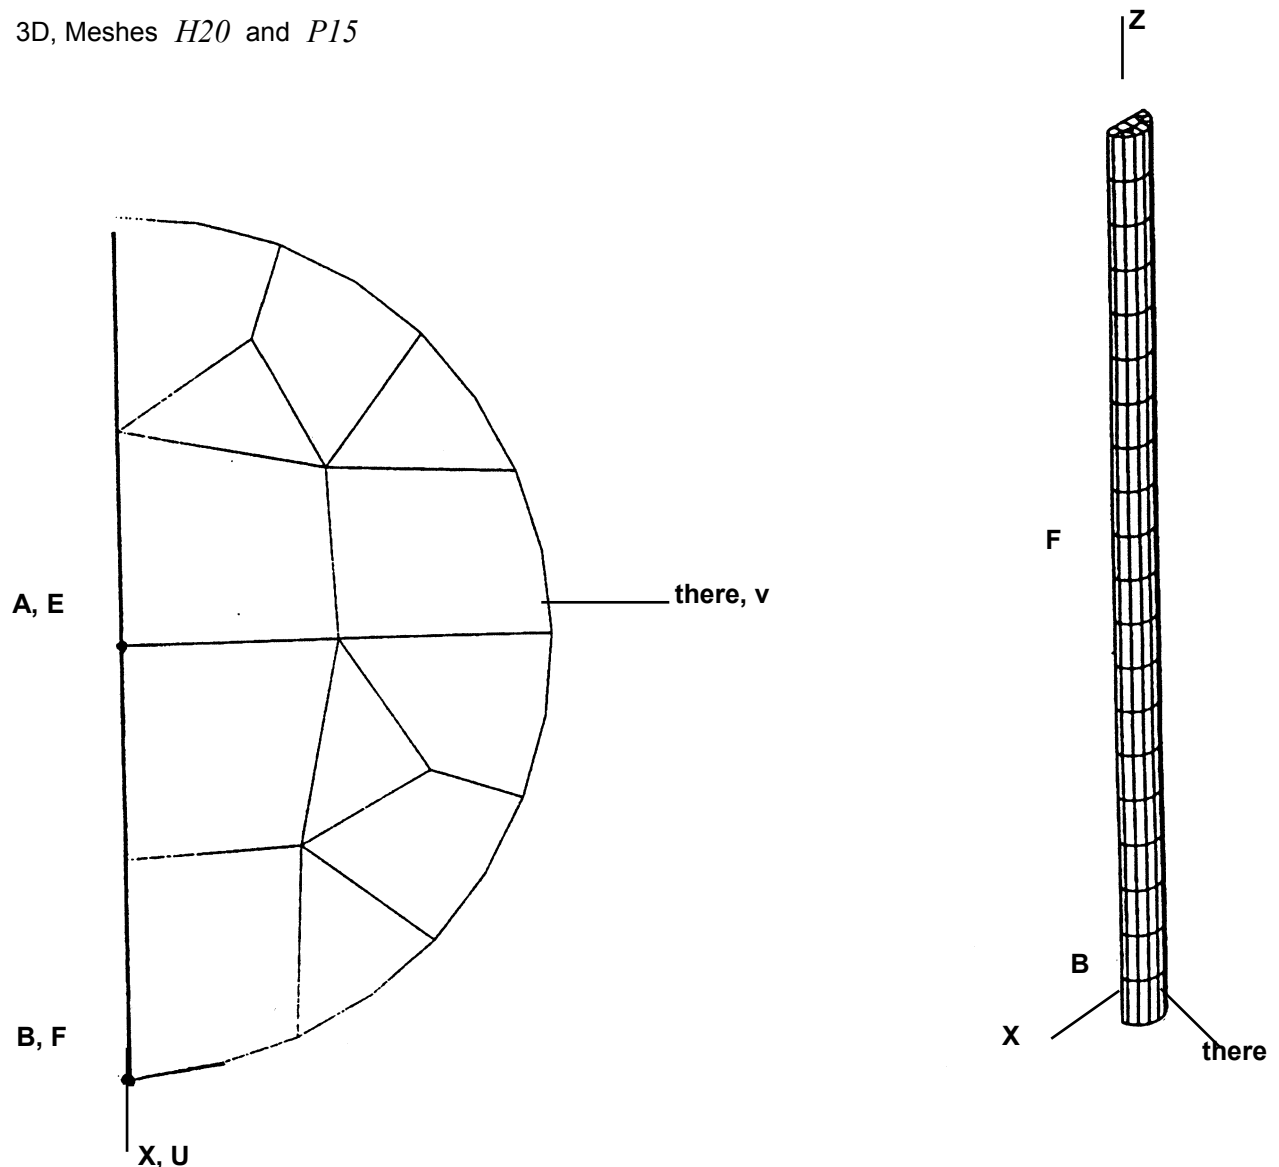 3D, Meshes H20 and P15
Z
F
A, E
there, v
B
B, F
X
there
X, U